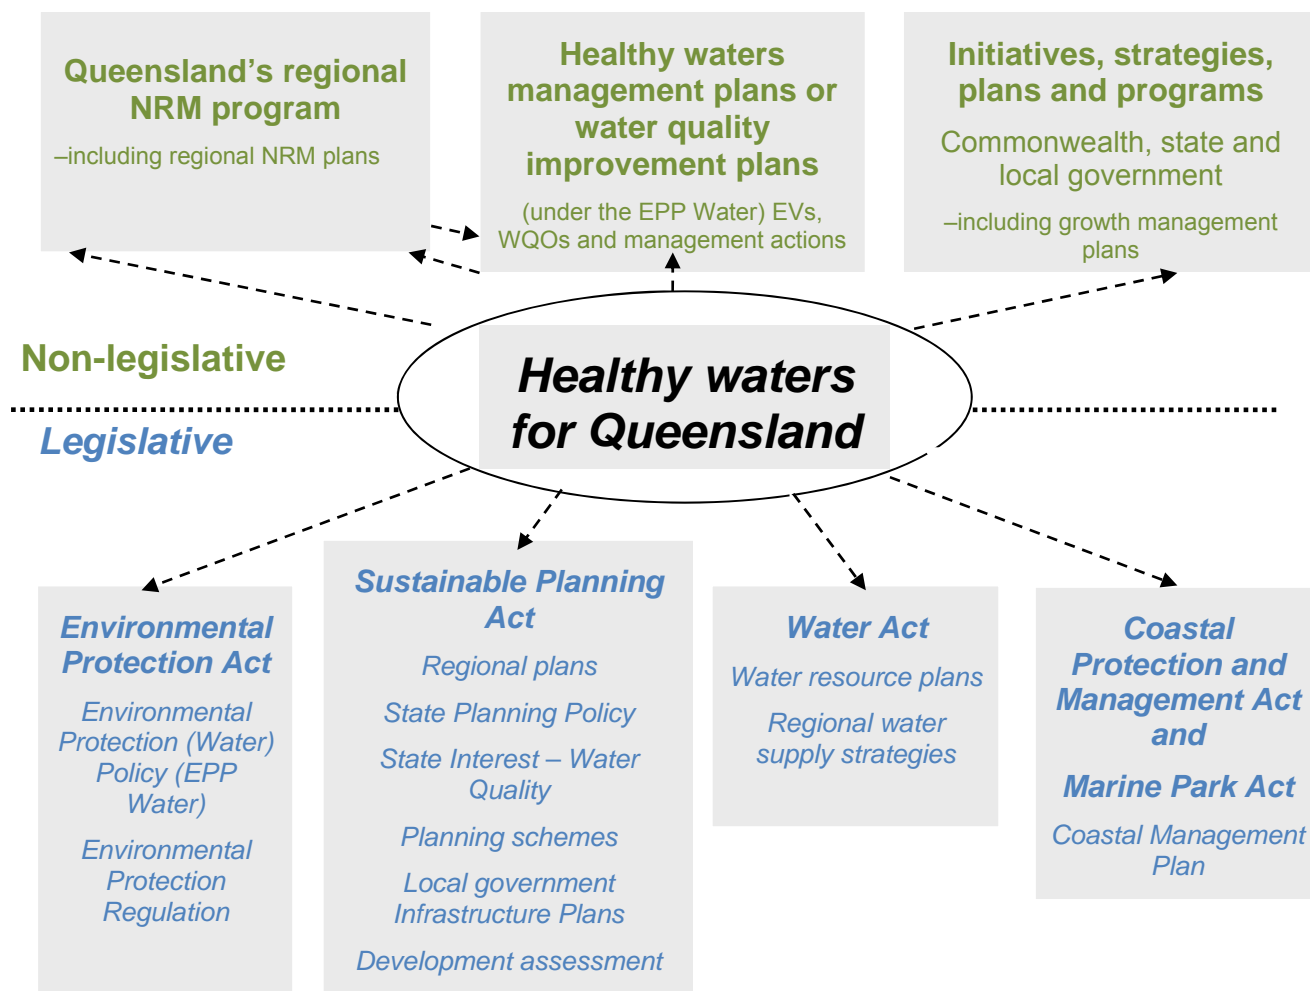 Queensland's regional
NRM program
–including regional NRM plans
Healthy waters
management plans or
water quality
improvement plans
(under the EPP Water) EVs,
WQOs and management actions
Initiatives, strategies,
plans and programs
Commonwealth, state and
local government
–including growth management
plans
Non-legislative
Healthy waters
for Queensland
Legislative
Environmental
Protection Act
Environmental
Protection (Water)
Policy (EPP
Water)
Environmental
Protection
Regulation
Sustainable Planning
Act
Regional plans
State Planning Policy
State Interest – Water
Quality
Planning schemes
Local government
Infrastructure Plans
Development assessment
Water Act
Water resource plans
Regional water
supply strategies
Coastal
Protection and
Management Act
and
Marine Park Act
Coastal Management
Plan